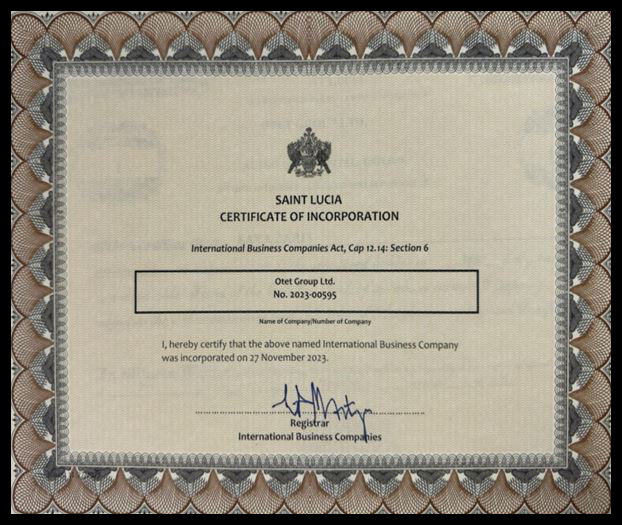 SAINT LUCIA
CERTIFICATE OF INCORPORATION
International Business Companies Act, Cap 12.14: Section 6
Otet Group Ltd.
No. 2023-00595
Name of Company/Number of Company
I, hereby certify that the above named International Business Company
was incorporated on 27 November 2023.
Registrar
International Business Companies